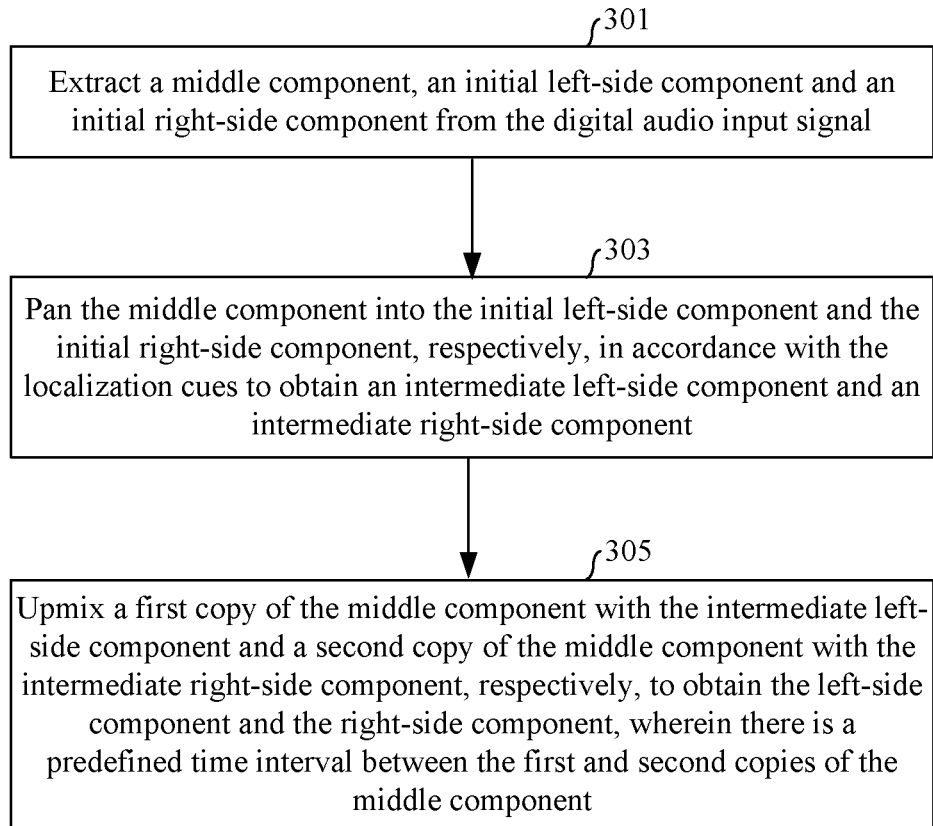 301
Extract a middle component, an initial left-side component and an
initial right-side component from the digital audio input signal
303
Pan the middle component into the initial left-side component and the
initial right-side component, respectively, in accordance with the
localization cues to obtain an intermediate left-side component and an
intermediate right-side component
305
Upmix a first copy of the middle component with the intermediate left-
side component and a second copy of the middle component with the
intermediate right-side component, respectively, to obtain the left-side
component and the right-side component, wherein there is a
predefined time interval between the first and second copies of the
middle component